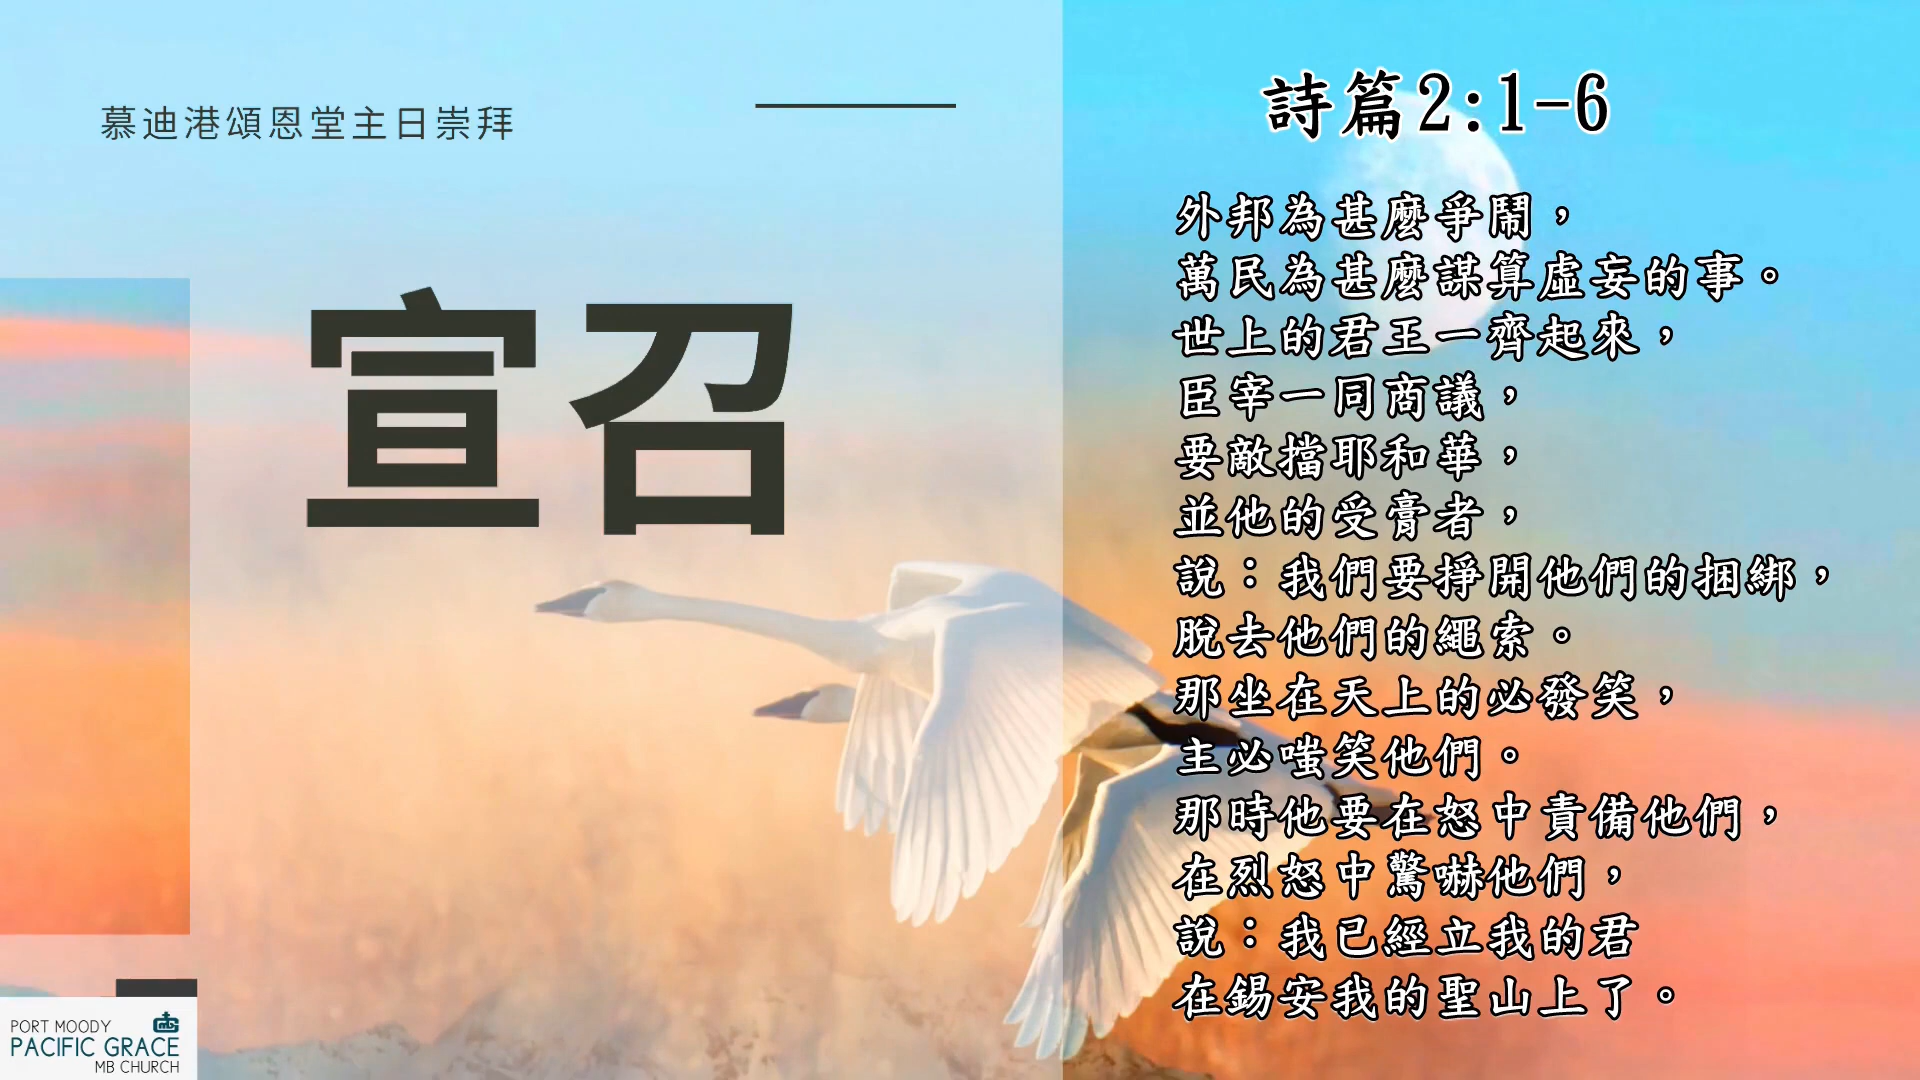 慕迪港頌恩堂主日崇拜
宣召
PORT MOODY
PACIFIC GRACE
MB CHURCH
詩篇2:1-6
外邦為甚麼爭鬧，
萬民為甚麼謀算虛妄的事。
世上的君王一齊起來，
臣宰一同商議，
要敵擋耶和華，
並他的受膏者，
說：我們要掙開他們的捆綁，
脫去他們的繩索。
那坐在天上的必發笑，
主必嗤笑他們。
那時他要在怒中責備他們，
在烈怒中驚嚇他們，
說：我已經立我的君
在錫安我的聖山上了。